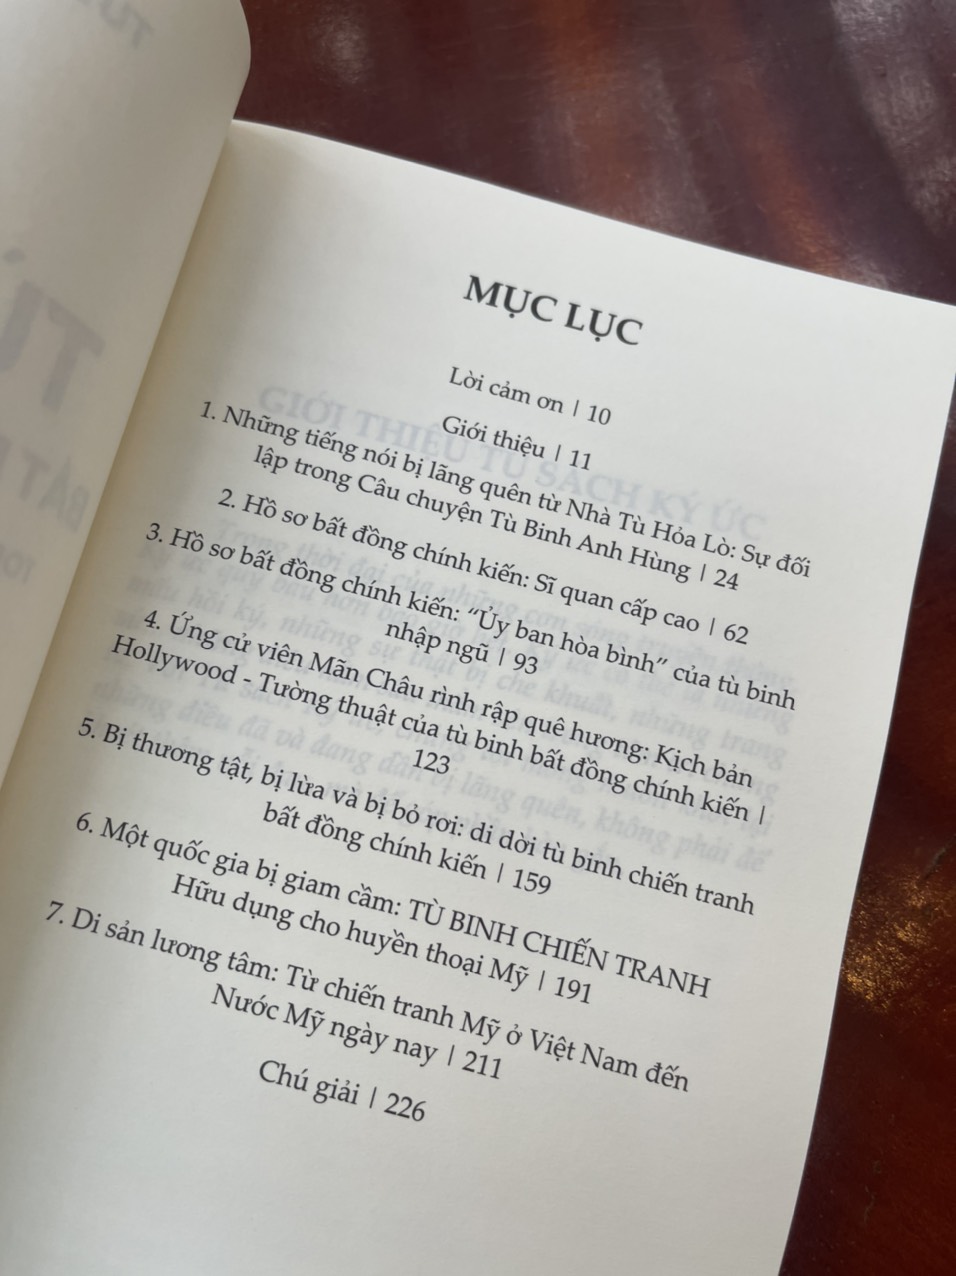 MỤC LỤC
Lời cảm ơn | 10
Giới thiệu | 11
1. Những tiếng nói bị lãng quên từ Nhà Tù Hỏa Lò: Sự đối
lập trong Câu chuyện Tù Binh Anh Hùng | 24
2. Hồ sơ bất đồng chính kiến: Sĩ quan cấp cao | 62
3. Hồ sơ bất đồng chính kiến: “Ủy ban hòa bình” của tù binh
nhập ngũ | 93
4. Ứng cử viên Mãn Châu rình rập quê hương: Kịch bản
Hollywood - Tường thuật của tù binh bất đồng chính kiến |
123
5. Bị thương tật, bị lừa và bị bỏ rơi: di dời tù binh chiến tranh
bất đồng chính kiến | 159
6. Một quốc gia bị giam cầm: TÙ BINH CHIẾN TRANH
Hữu dụng cho huyền thoại Mỹ | 191
7. Di sản lương tâm: Từ chiến tranh Mỹ ở Việt Nam đến
Nước Mỹ ngày nay | 211
Chú giải | 226